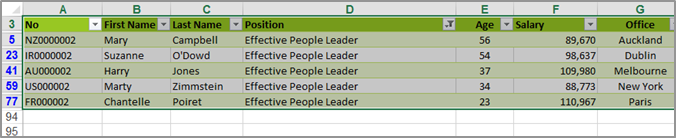 A B C D E F G
3 No First Name Last Name Position Age Salary Office
5 NZ0000002 Mary Campbell Effective People Leader 56 89,670 Auckland
23 IR0000002 Suzanne O'Dowd Effective People Leader 54 98,637 Dublin
41 AU000002 Harry Jones Effective People Leader 37 109,980 Melbourne
59 US000002 Marty Zimmstein Effective People Leader 34 88,773 New York
77 FR000002 Chantelle Poiret Effective People Leader 23 110,967 Paris
94
95